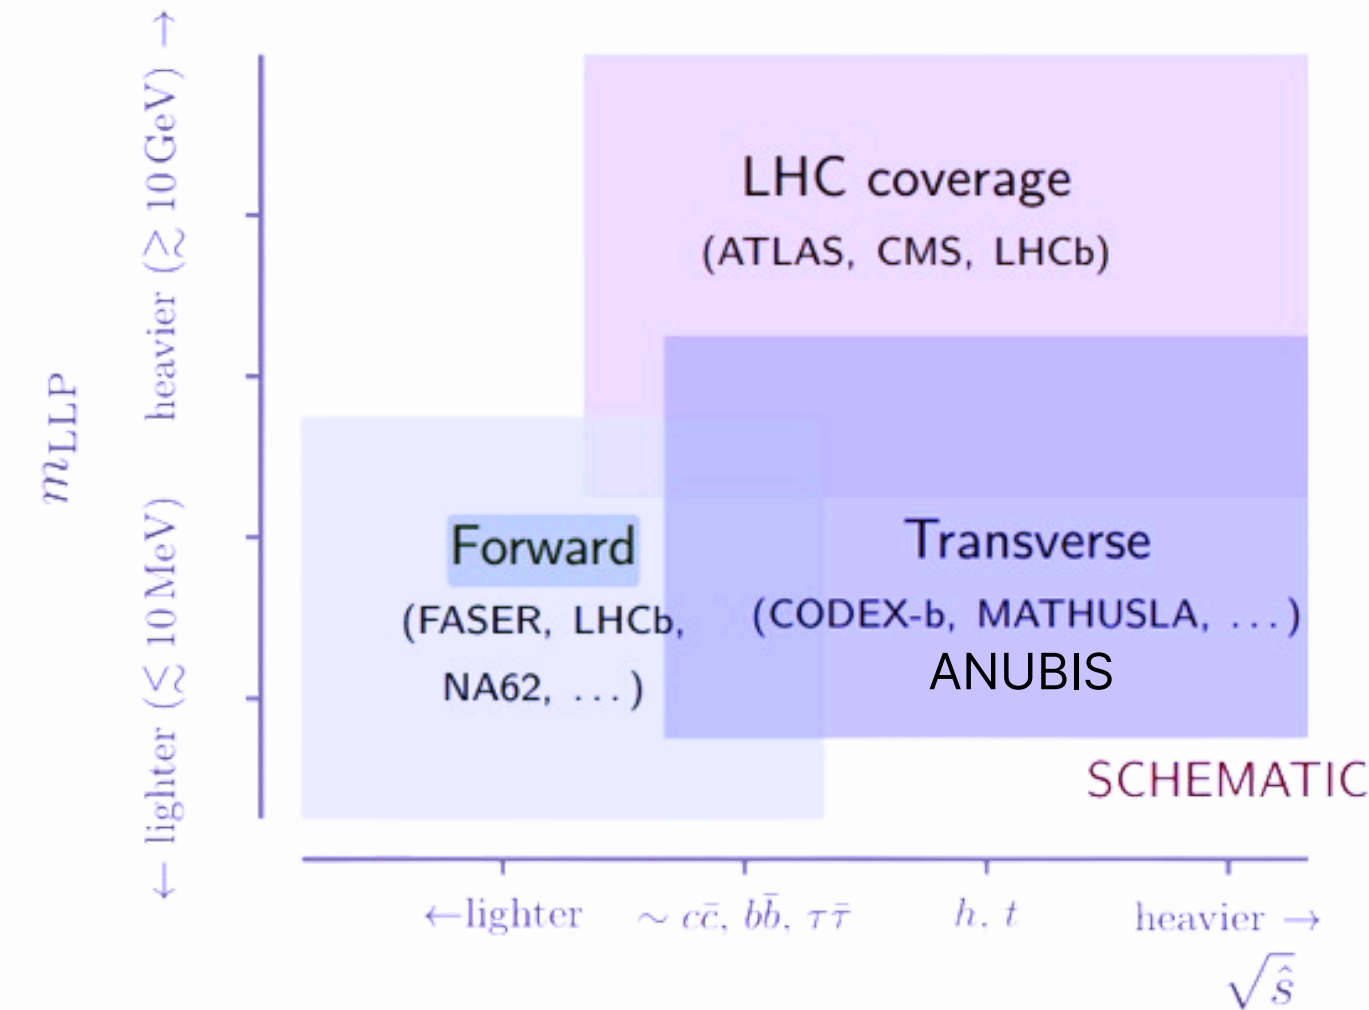 m_LLP
← lighter (≲ 10 MeV) heavier (≳ 10 GeV) →
LHC coverage
(ATLAS, CMS, LHCb)
Forward
(FASER, LHCb,
NA62, ...)
Transverse
(CODEX-b, MATHUSLA, ...)
ANUBIS
SCHEMATIC
←lighter ∼ cc̄, bb̄, ττ̄ h, t heavier →
√ŝ